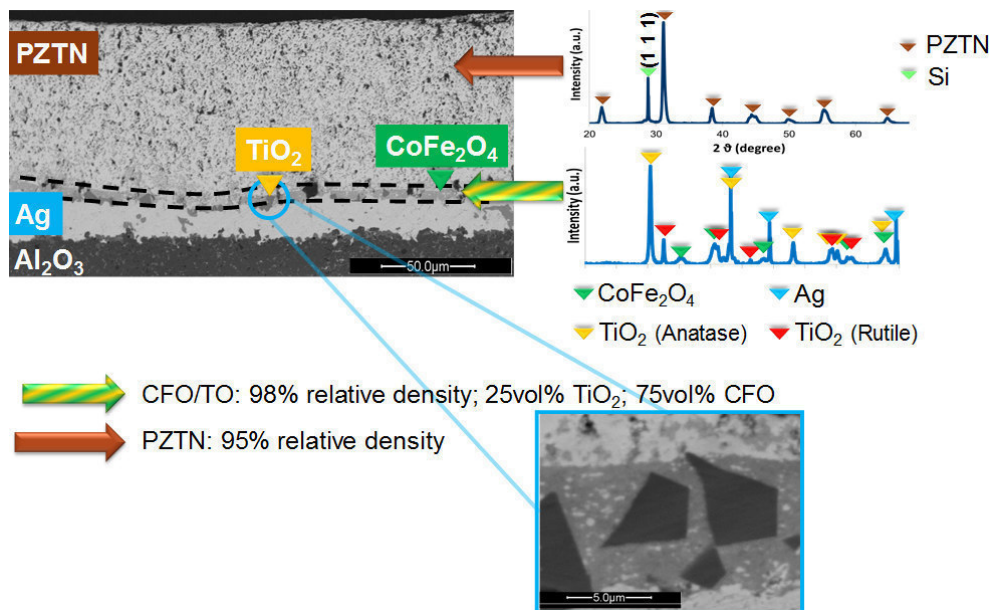 PZTN
TiO₂
CoFe₂O₄
Ag
Al₂O₃
50.0µm
Intensity (a.u.)
(1 1 1)
20 30 40 50 60
2 ϑ (degree)
PZTN
Si
Intensity (a.u.)
CoFe₂O₄
Ag
TiO₂ (Anatase)
TiO₂ (Rutile)
CFO/TO: 98% relative density; 25vol% TiO₂; 75vol% CFO
PZTN: 95% relative density
5.0µm